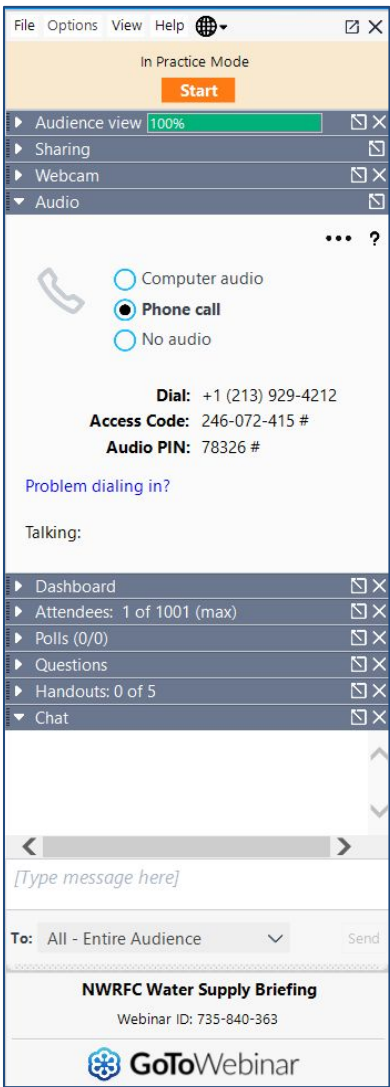 File Options View Help
In Practice Mode
Start
Audience view 100%
Sharing
Webcam
Audio
••• ?
Computer audio
Phone call
No audio
Dial: +1 (213) 929-4212
Access Code: 246-072-415 #
Audio PIN: 78326 #
Problem dialing in?
Talking:
Dashboard
Attendees: 1 of 1001 (max)
Polls (0/0)
Questions
Handouts: 0 of 5
Chat
[Type message here]
To: All - Entire Audience Send
NWRFC Water Supply Briefing
Webinar ID: 735-840-363
GoToWebinar